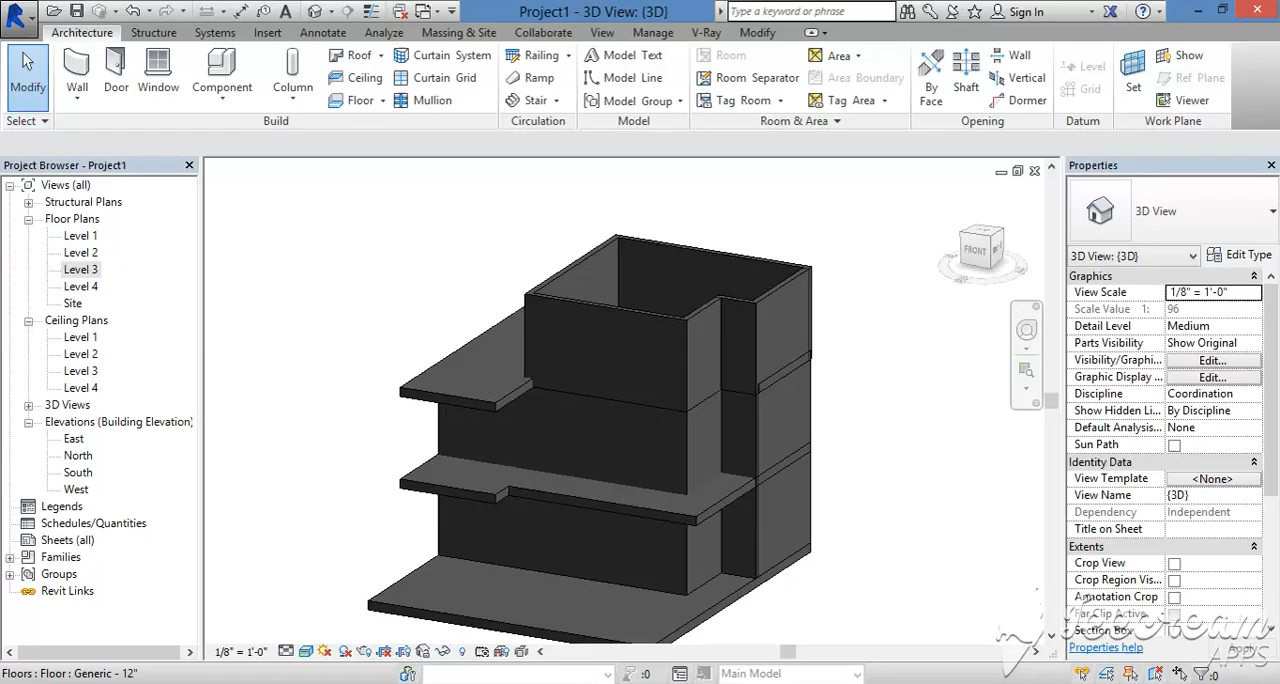 Project1 - 3D View: {3D}
Type a keyword or phrase
Sign In
Architecture
Structure
Systems
Insert
Annotate
Analyze
Massing & Site
Collaborate
View
Manage
V-Ray
Modify
Modify
Wall
Door
Window
Component
Column
Roof
Ceiling
Floor
Curtain System
Curtain Grid
Mullion
Railing
Ramp
Stair
Model Text
Model Line
Model Group
Room
Room Separator
Tag Room
Area
Area Boundary
Tag Area
By Face
Shaft
Wall
Vertical
Dormer
Level
Grid
Set
Show
Ref Plane
Viewer
Select
Build
Circulation
Model
Room & Area
Opening
Datum
Work Plane
Project Browser - Project1
Views (all)
Structural Plans
Floor Plans
Level 1
Level 2
Level 3
Level 4
Site
Ceiling Plans
Level 1
Level 2
Level 3
Level 4
3D Views
Elevations (Building Elevation)
East
North
South
West
Legends
Schedules/Quantities
Sheets (all)
Families
Groups
Revit Links
FRONT
Properties
3D View
3D View: {3D}
Edit Type
Graphics
View Scale 1/8" = 1'-0"
Scale Value 1: 96
Detail Level Medium
Parts Visibility Show Original
Visibility/Graphi... Edit...
Graphic Display ... Edit...
Discipline Coordination
Show Hidden Li... By Discipline
Default Analysis... None
Sun Path
Identity Data
View Template <None>
View Name {3D}
Dependency Independent
Title on Sheet
Extents
Crop View
Crop Region Vis...
Annotation Crop
Far Clip Active
Section Box
Properties help
Apply
1/8" = 1'-0"
Floors : Floor : Generic - 12"
:0
Main Model
:0
Icecream
APPS